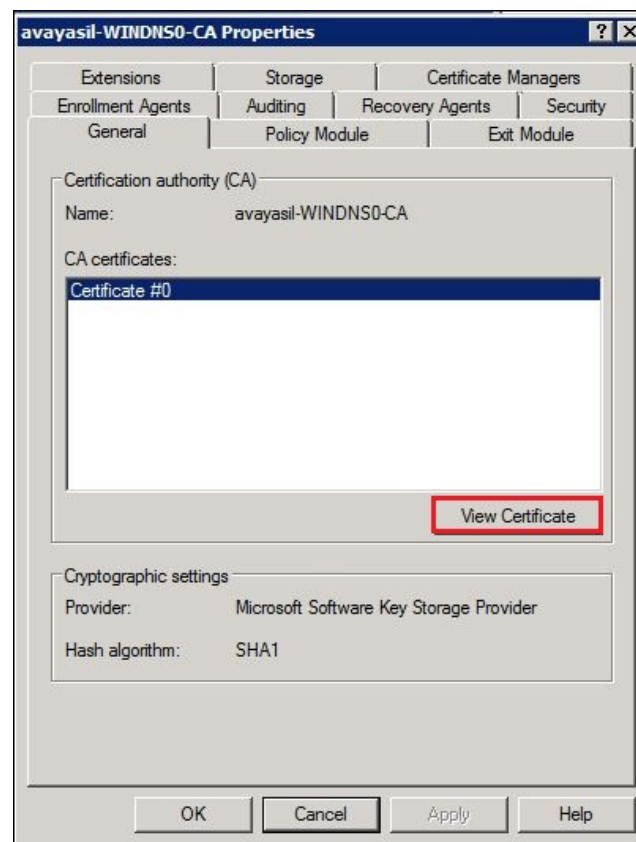 avayasil-WINDNS0-CA Properties
Extensions Storage Certificate Managers
Enrollment Agents Auditing Recovery Agents Security
General Policy Module Exit Module
Certification authority (CA)
Name: avayasil-WINDNS0-CA
CA certificates:
Certificate #0
View Certificate
Cryptographic settings
Provider: Microsoft Software Key Storage Provider
Hash algorithm: SHA1
OK Cancel Apply Help